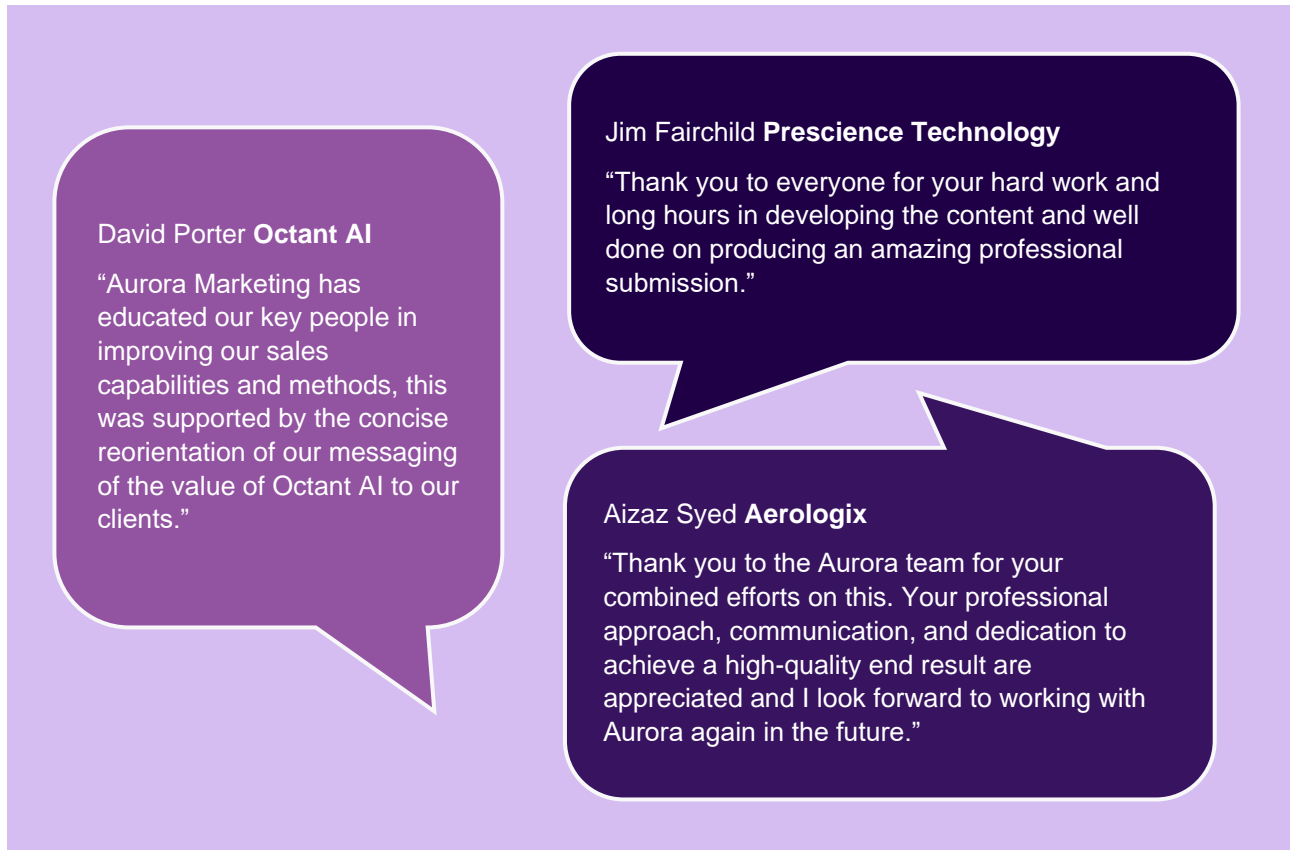 David Porter Octant AI
“Aurora Marketing has
educated our key people in
improving our sales
capabilities and methods, this
was supported by the concise
reorientation of our messaging
of the value of Octant AI to our
clients.”
Jim Fairchild Prescience Technology
“Thank you to everyone for your hard work and
long hours in developing the content and well
done on producing an amazing professional
submission.”
Aizaz Syed Aerologix
“Thank you to the Aurora team for your
combined efforts on this. Your professional
approach, communication, and dedication to
achieve a high-quality end result are
appreciated and I look forward to working with
Aurora again in the future.”